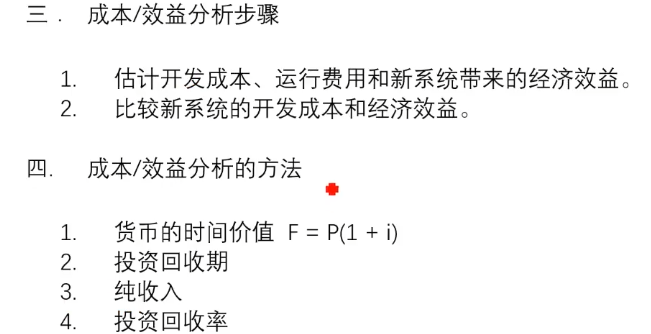 三． 成本/效益分析步骤
1. 估计开发成本、运行费用和新系统带来的经济效益。
2. 比较新系统的开发成本和经济效益。
四. 成本/效益分析的方法
1. 货币的时间价值 F = P(1 + i)
2. 投资回收期
3. 纯收入
4. 投资回收率